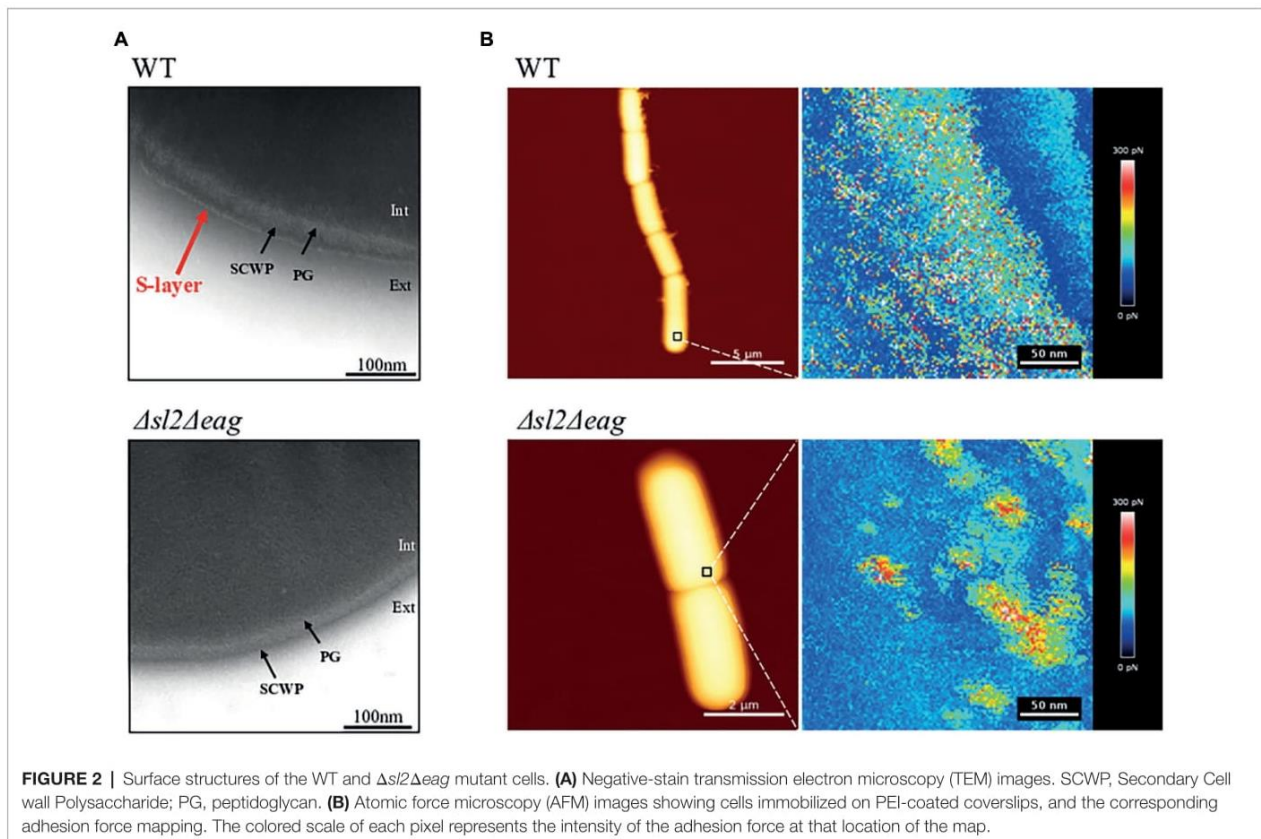 A
WT
Int
SCWP
PG
S-layer
Ext
100nm
Δsl2Δeag
Int
Ext
PG
SCWP
100nm
B
WT
5 μm
300 pN
0 pN
50 nm
Δsl2Δeag
2 μm
300 pN
0 pN
50 nm
FIGURE 2 | Surface structures of the WT and Δsl2Δeag mutant cells. (A) Negative-stain transmission electron microscopy (TEM) images. SCWP, Secondary Cell
wall Polysaccharide; PG, peptidoglycan. (B) Atomic force microscopy (AFM) images showing cells immobilized on PEI-coated coverslips, and the corresponding
adhesion force mapping. The colored scale of each pixel represents the intensity of the adhesion force at that location of the map.